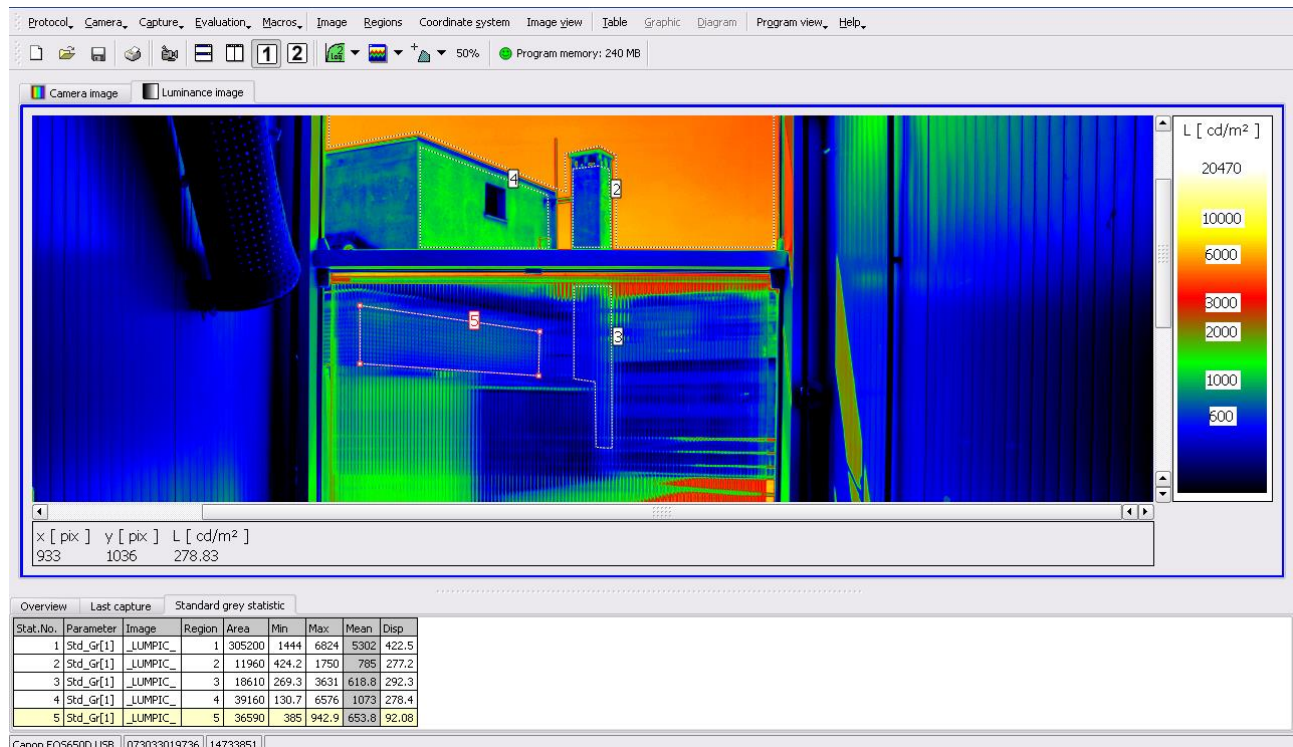 Protocol Camera Capture Evaluation Macros Image Regions Coordinate system Image view Table Graphic Diagram Program view Help
1 2 log 50% Program memory: 240 MB
Camera image Luminance image
L [ cd/m² ]
20470
10000
6000
3000
2000
1000
600
4
2
5
3
x [ pix ] y [ pix ] L [ cd/m² ]
933 1036 278.83
Overview Last capture Standard grey statistic
Stat.No. Parameter Image Region Area Min Max Mean Disp
1 Std_Gr[1] _LUMPIC_ 1 305200 1444 6824 5302 422.5
2 Std_Gr[1] _LUMPIC_ 2 11960 424.2 1750 785 277.2
3 Std_Gr[1] _LUMPIC_ 3 18610 269.3 3631 618.8 292.3
4 Std_Gr[1] _LUMPIC_ 4 39160 130.7 6576 1073 278.4
5 Std_Gr[1] _LUMPIC_ 5 36590 385 942.9 653.8 92.08
Canon EOS650D USB 073033019736 14733851